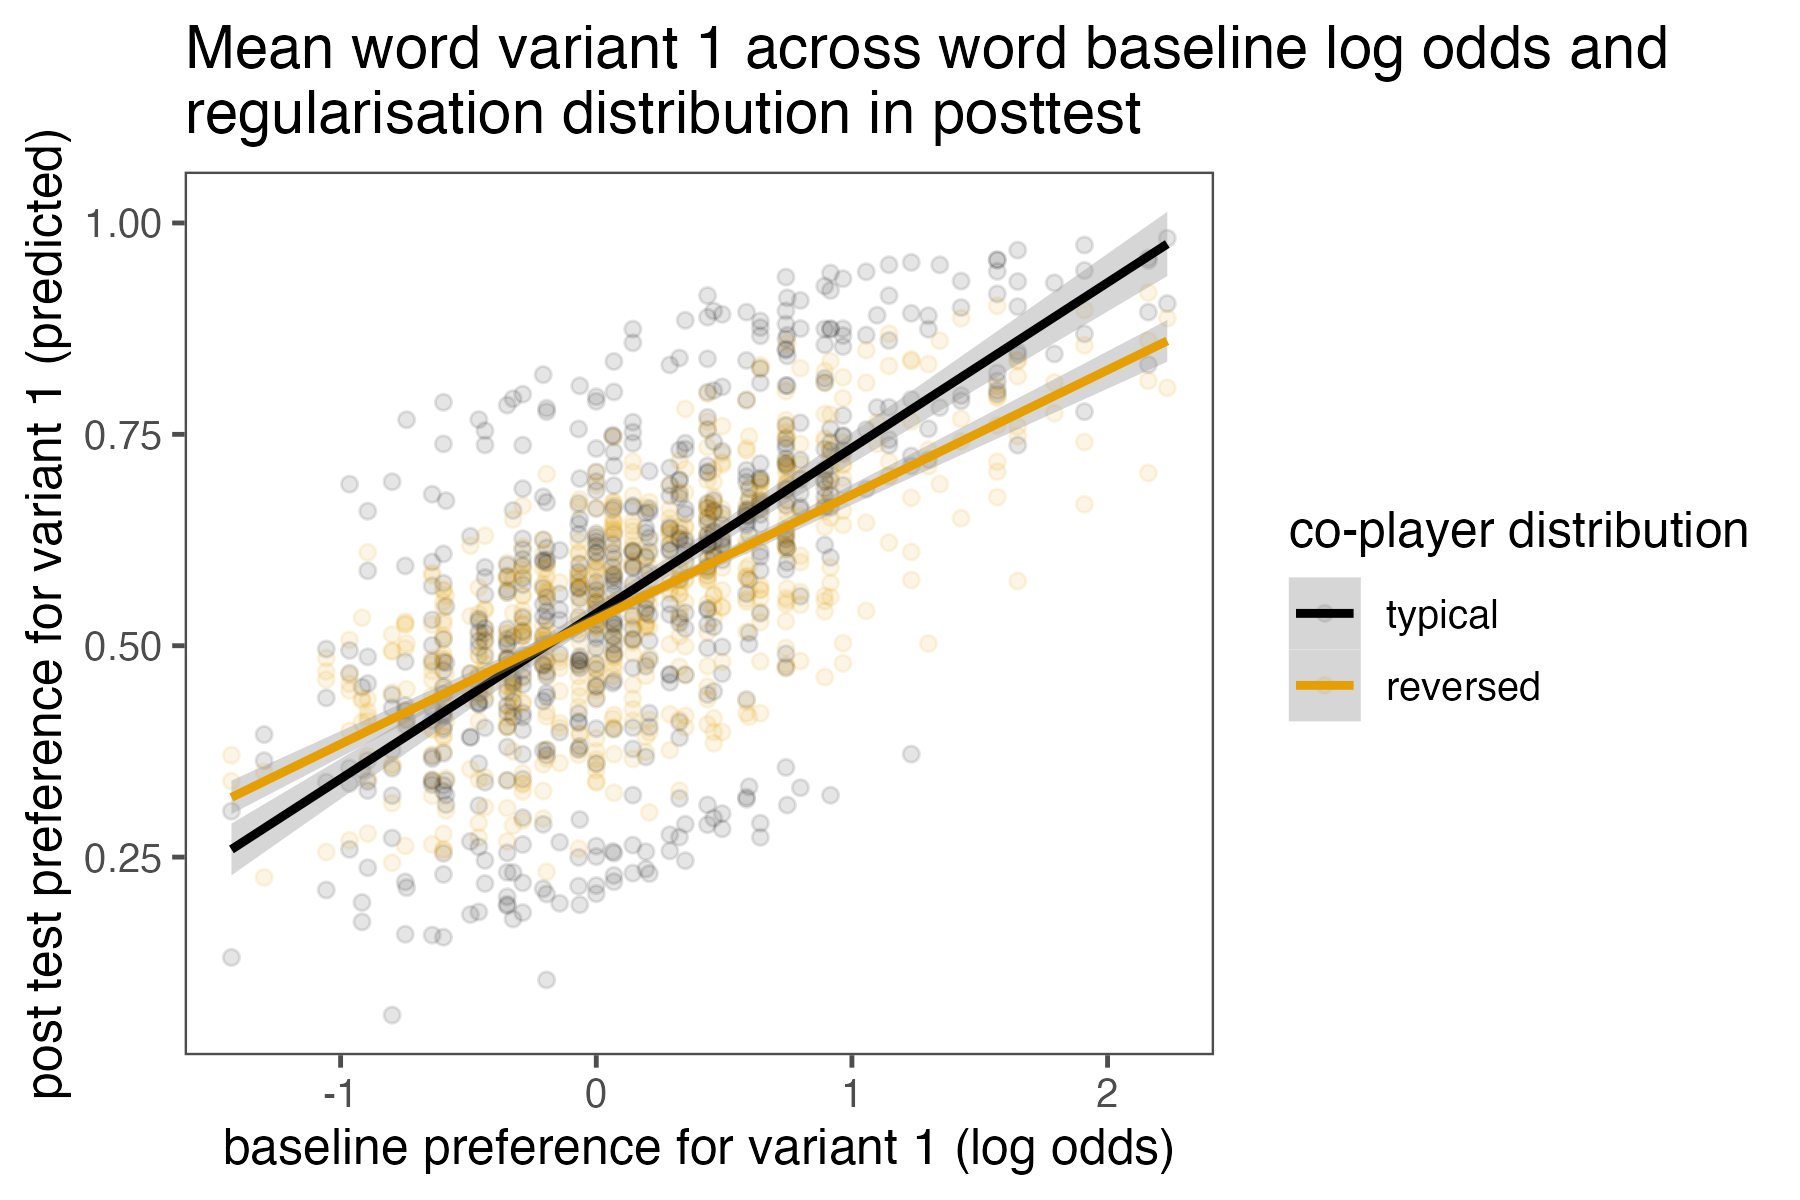 Mean word variant 1 across word baseline log odds and
regularisation distribution in posttest
post test preference for variant 1 (predicted)
1.00
0.75
0.50
0.25
-1
0
1
2
baseline preference for variant 1 (log odds)
co-player distribution
typical
reversed